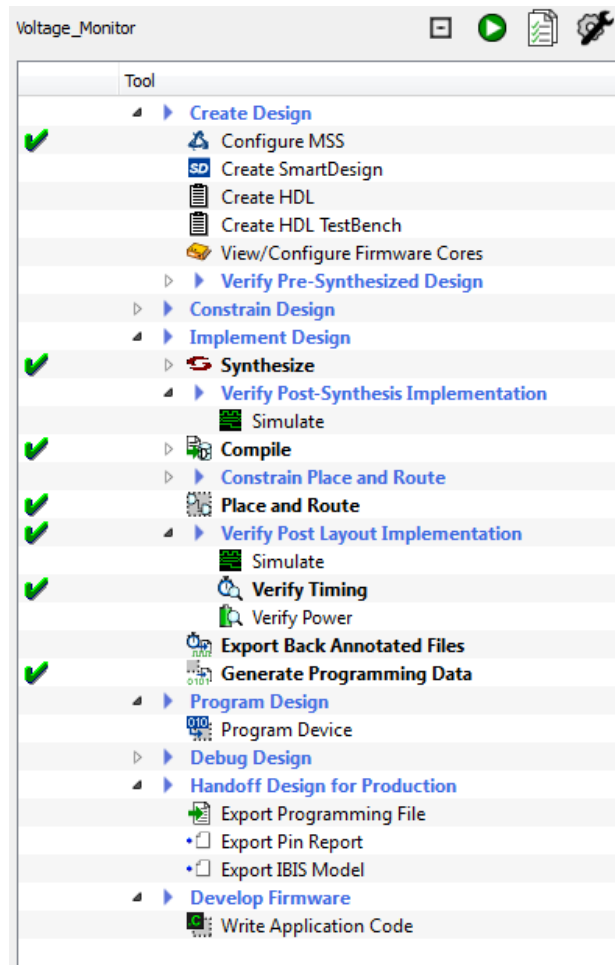 Voltage_Monitor
Tool
Create Design
Configure MSS
SD Create SmartDesign
Create HDL
Create HDL TestBench
View/Configure Firmware Cores
Verify Pre-Synthesized Design
Constrain Design
Implement Design
Synthesize
Verify Post-Synthesis Implementation
Simulate
Compile
Constrain Place and Route
Place and Route
Verify Post Layout Implementation
Simulate
Verify Timing
Verify Power
Export Back Annotated Files
0101 Generate Programming Data
Program Design
010 Program Device
Debug Design
Handoff Design for Production
Export Programming File
Export Pin Report
Export IBIS Model
Develop Firmware
.C Write Application Code